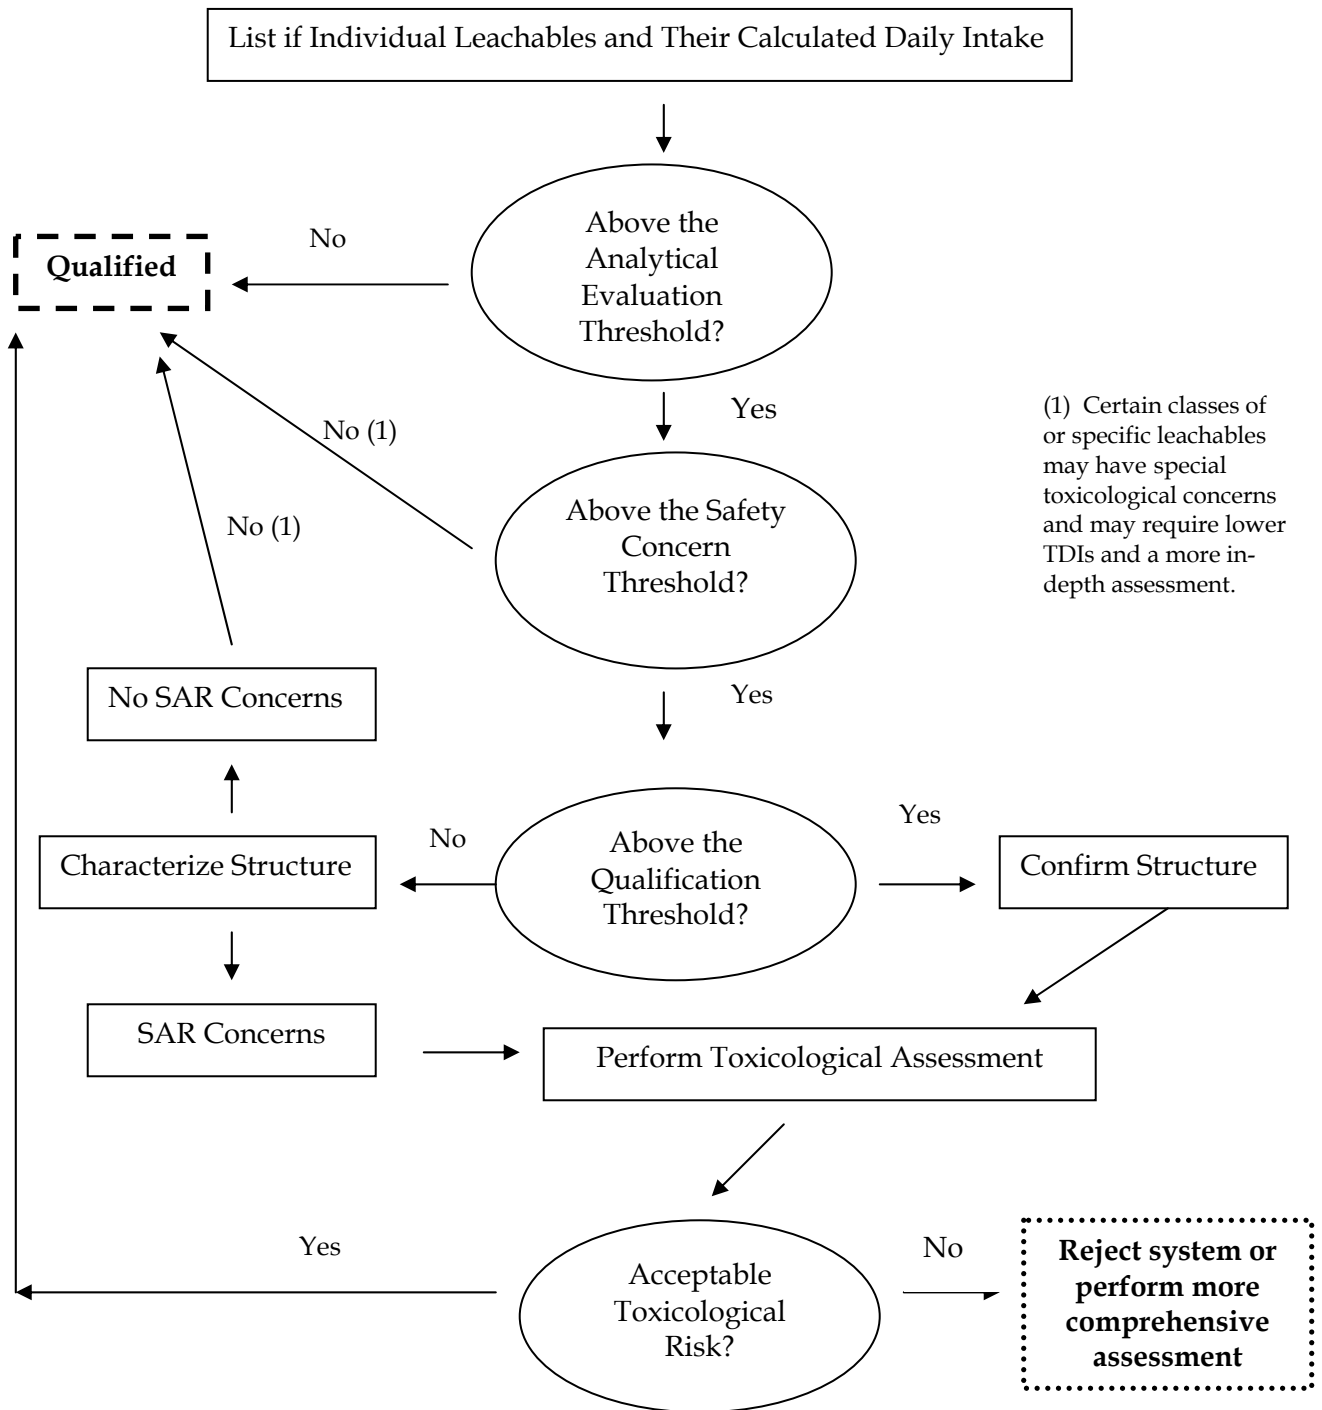 List if Individual Leachables and Their Calculated Daily Intake
Above the
Analytical
Evaluation
Threshold?
No
Qualified
Yes
(1) Certain classes of
or specific leachables
may have special
toxicological concerns
and may require lower
TDIs and a more in-
depth assessment.
No (1)
Above the Safety
Concern
Threshold?
No (1)
Yes
No SAR Concerns
Above the
Qualification
Threshold?
No
Yes
Characterize Structure
Confirm Structure
SAR Concerns
Perform Toxicological Assessment
Acceptable
Toxicological
Risk?
Yes
No
Reject system or
perform more
comprehensive
assessment